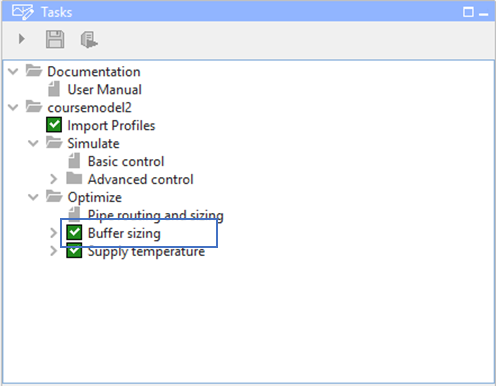 Tasks
Documentation
User Manual
coursemodel2
Import Profiles
Simulate
Basic control
Advanced control
Optimize
Pipe routing and sizing
Buffer sizing
Supply temperature